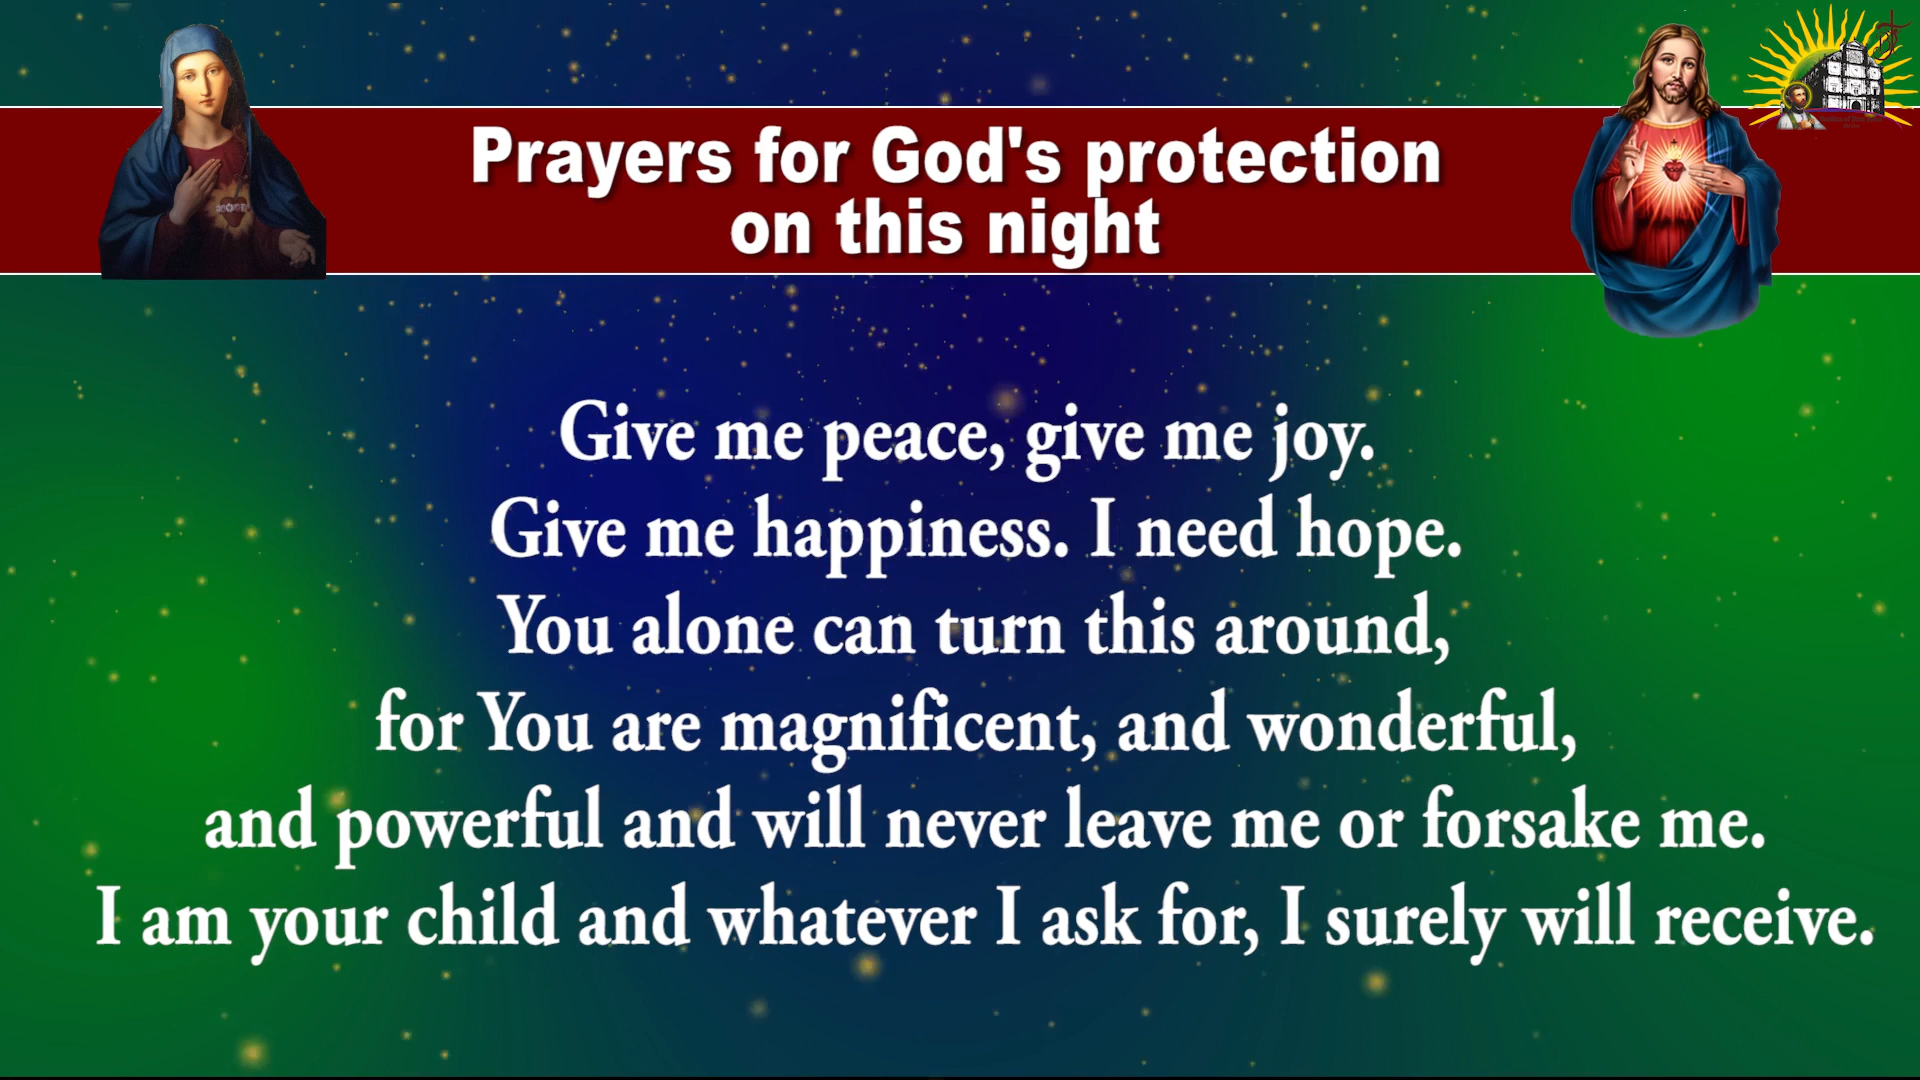 Prayers for God's protection
on this night
Give me peace, give me joy.
Give me happiness. I need hope.
You alone can turn this around,
for You are magnificent, and wonderful,
and powerful and will never leave me or forsake me.
I am your child and whatever I ask for, I surely will receive.